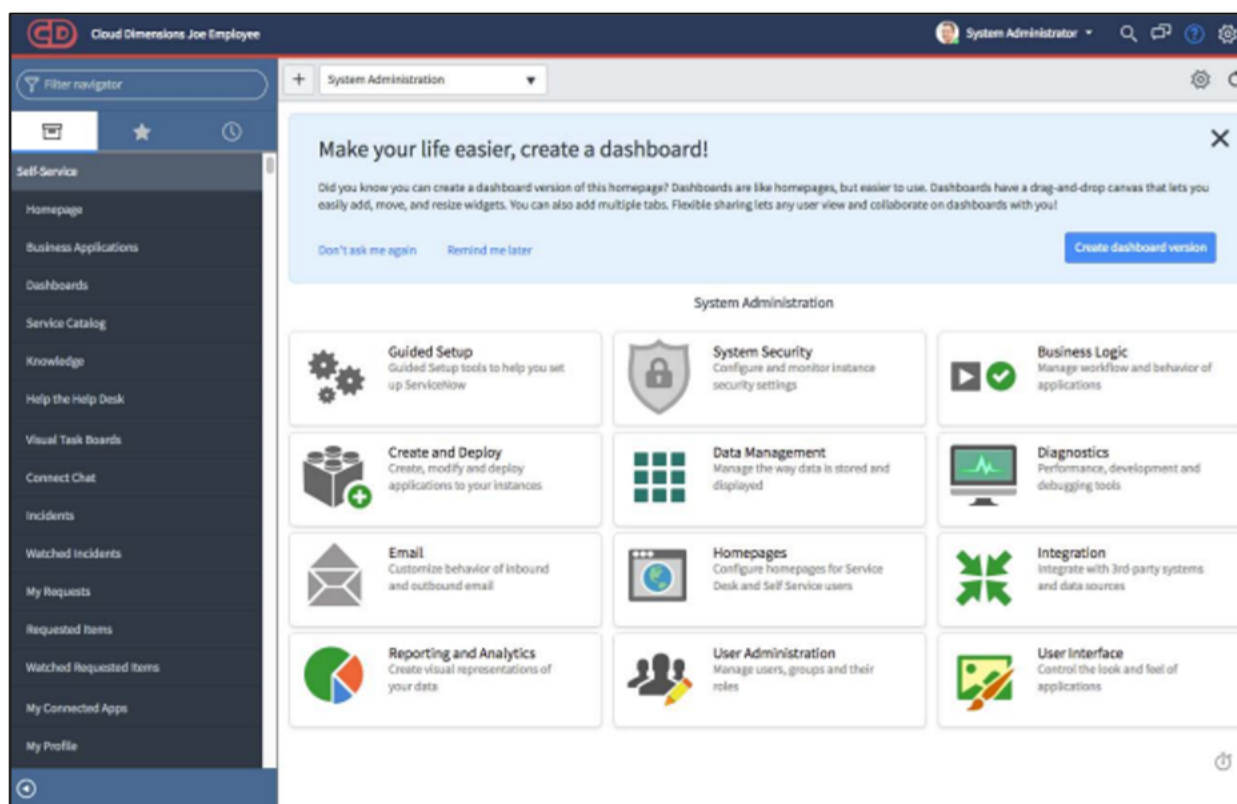 CD Cloud Dimensions Joe Employee
System Administrator
Filter navigator
System Administration
Self-Service
Homepage
Business Applications
Dashboards
Service Catalog
Knowledge
Help the Help Desk
Visual Task Boards
Connect Chat
Incidents
Watched Incidents
My Requests
Requested Items
Watched Requested Items
My Connected Apps
My Profile
Make your life easier, create a dashboard!
Did you know you can create a dashboard version of this homepage? Dashboards are like homepages, but easier to use. Dashboards have a drag-and-drop canvas that lets you
easily add, move, and resize widgets. You can also add multiple tabs. Flexible sharing lets any user view and collaborate on dashboards with you!
Don't ask me again
Remind me later
Create dashboard version
System Administration
Guided Setup
Guided Setup tools to help you set
up ServiceNow
System Security
Configure and monitor instance
security settings
Business Logic
Manage workflow and behavior of
applications
Create and Deploy
Create, modify and deploy
applications to your instances
Data Management
Manage the way data is stored and
displayed
Diagnostics
Performance, development and
debugging tools
Email
Customize behavior of inbound
and outbound email
Homepages
Configure homepages for Service
Desk and Self Service users
Integration
Integrate with 3rd-party systems
and data sources
Reporting and Analytics
Create visual representations of
your data
User Administration
Manage users, groups and their
roles
User Interface
Control the look and feel of
applications